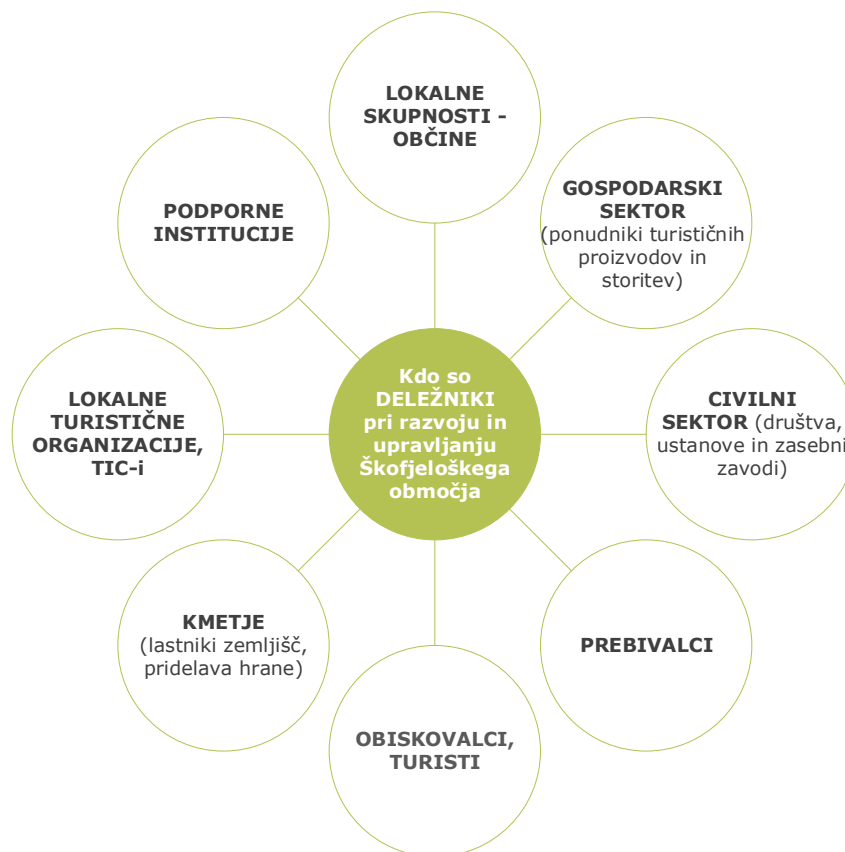 LOKALNE
SKUPNOSTI -
OBČINE
GOSPODARSKI
SEKTOR
(ponudniki turističnih
proizvodov in
storitev)
CIVILNI
SEKTOR (društva,
ustanove in zasebni
zavodi)
PREBIVALCI
OBISKOVALCI,
TURISTI
KMETJE
(lastniki zemljišč,
pridelava hrane)
LOKALNE
TURISTIČNE
ORGANIZACIJE,
TIC-i
PODPORNE
INSTITUCIJE
Kdo so
DELEŽNIKI
pri razvoju in
upravljanju
Škofjeloškega
območja